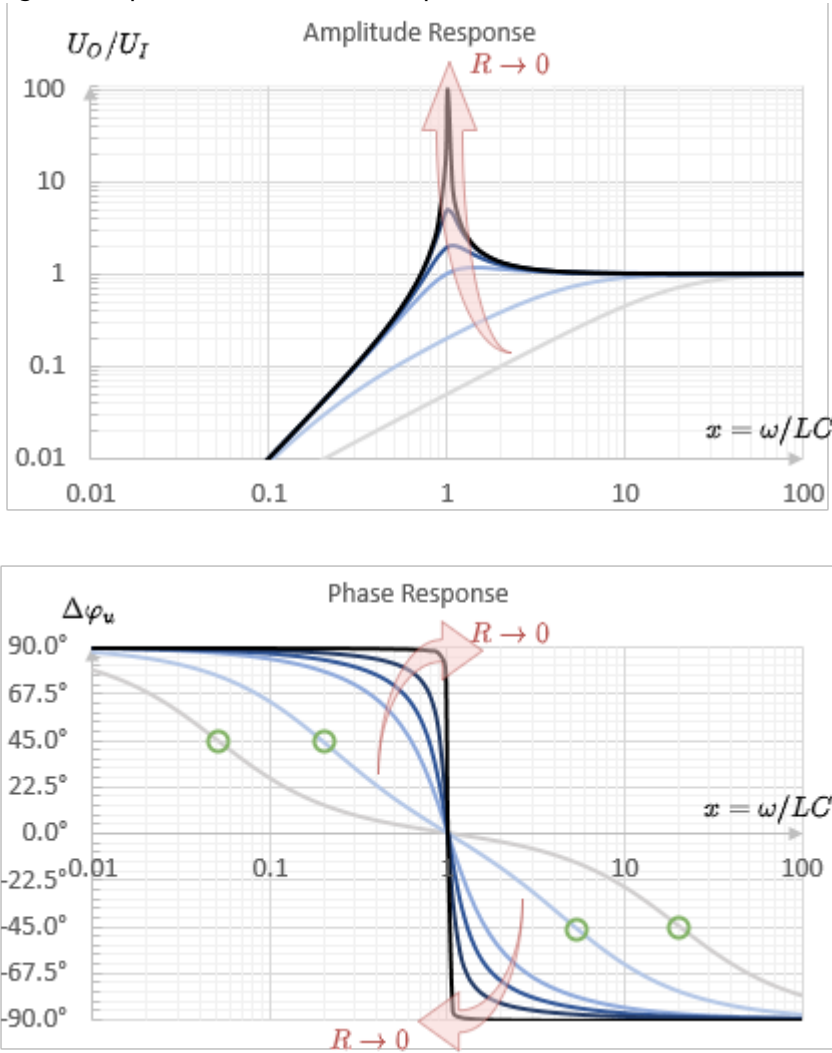 Amplitude Response
U_O/U_I
R → 0
100
10
1
0.1
x = ω/LC
0.01
0.01 0.1 1 10 100
Phase Response
Δφ_u
R → 0
90.0°
67.5°
45.0°
22.5°
x = ω/LC
0.0°
0.01 0.1 1 10 100
-22.5°
-45.0°
-67.5°
-90.0°
R → 0